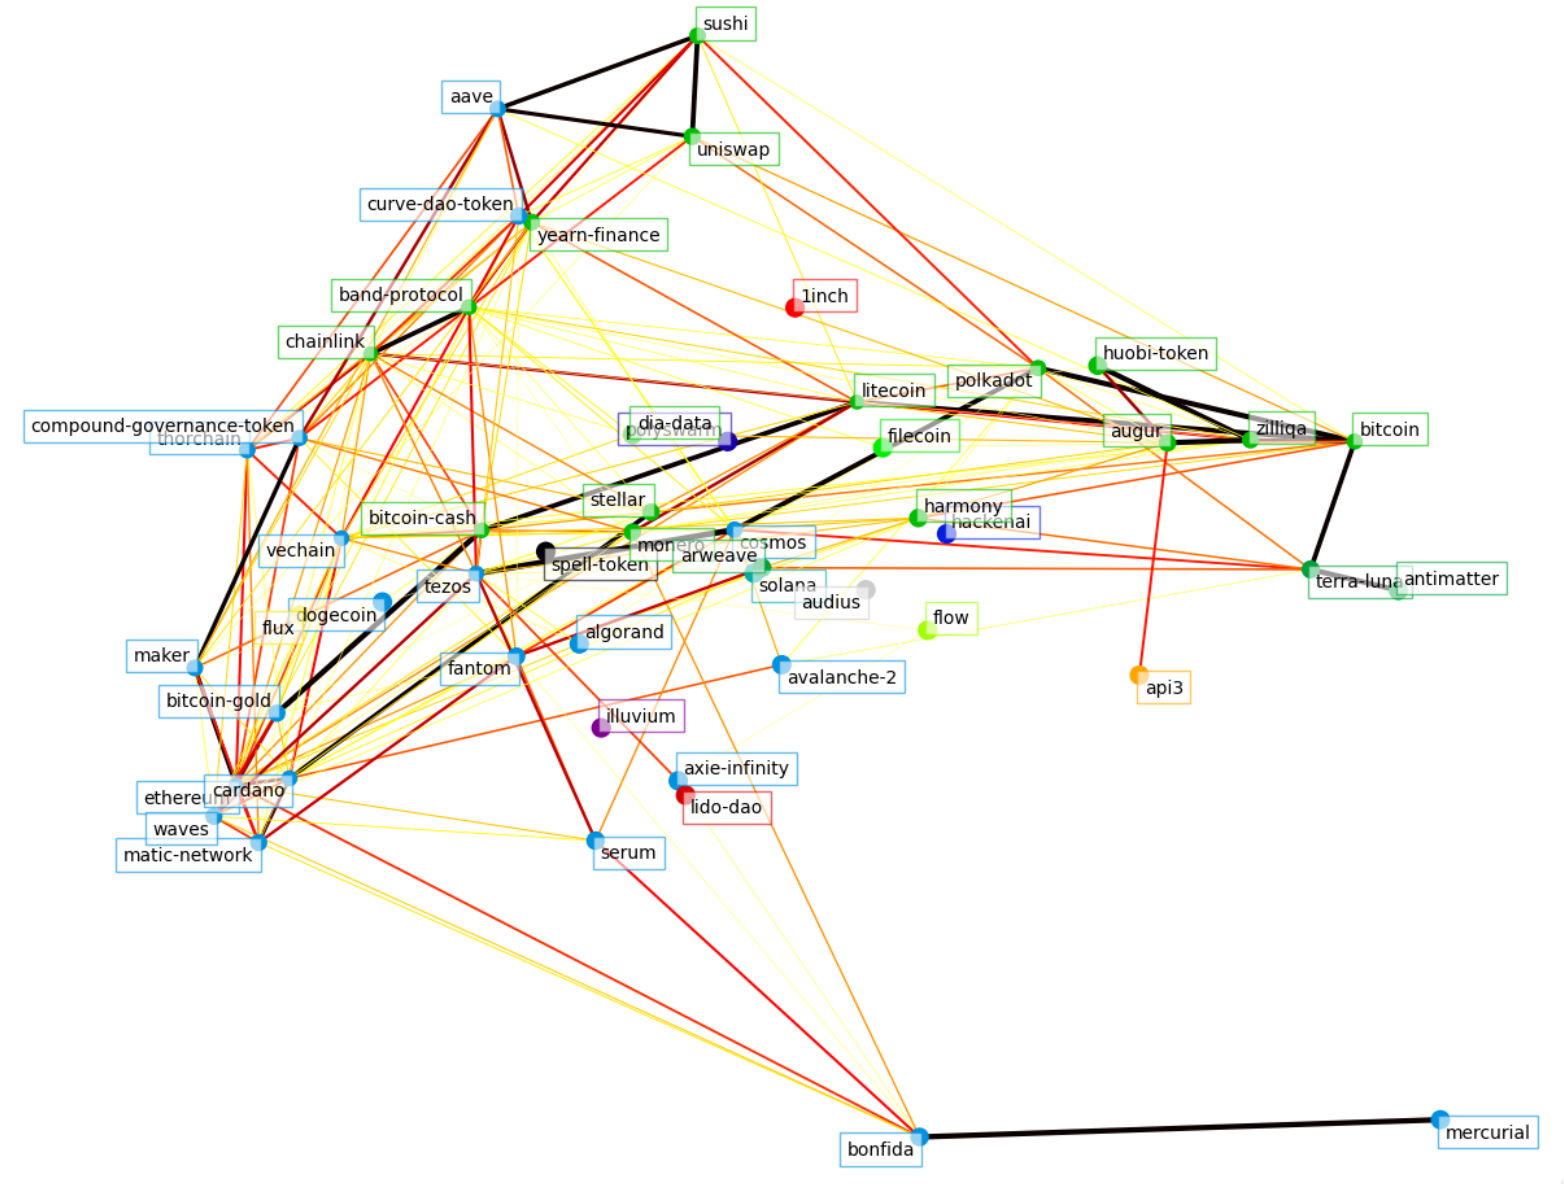 sushi
aave
uniswap
curve-dao-token
yearn-finance
band-protocol
1inch
chainlink
huobi-token
polkadot
litecoin
compound-governance-token
thorchain
dia-data
polyswarm
filecoin
augur
zilliqa
bitcoin
stellar
bitcoin-cash
harmony
hackenai
vechain
monero
cosmos
arweave
spell-token
tezos
solana
audius
terra-luna
antimatter
dogecoin
flux
flow
algorand
maker
fantom
avalanche-2
api3
bitcoin-gold
illuvium
axie-infinity
cardano
ethereum
lido-dao
waves
matic-network
serum
bonfida
mercurial